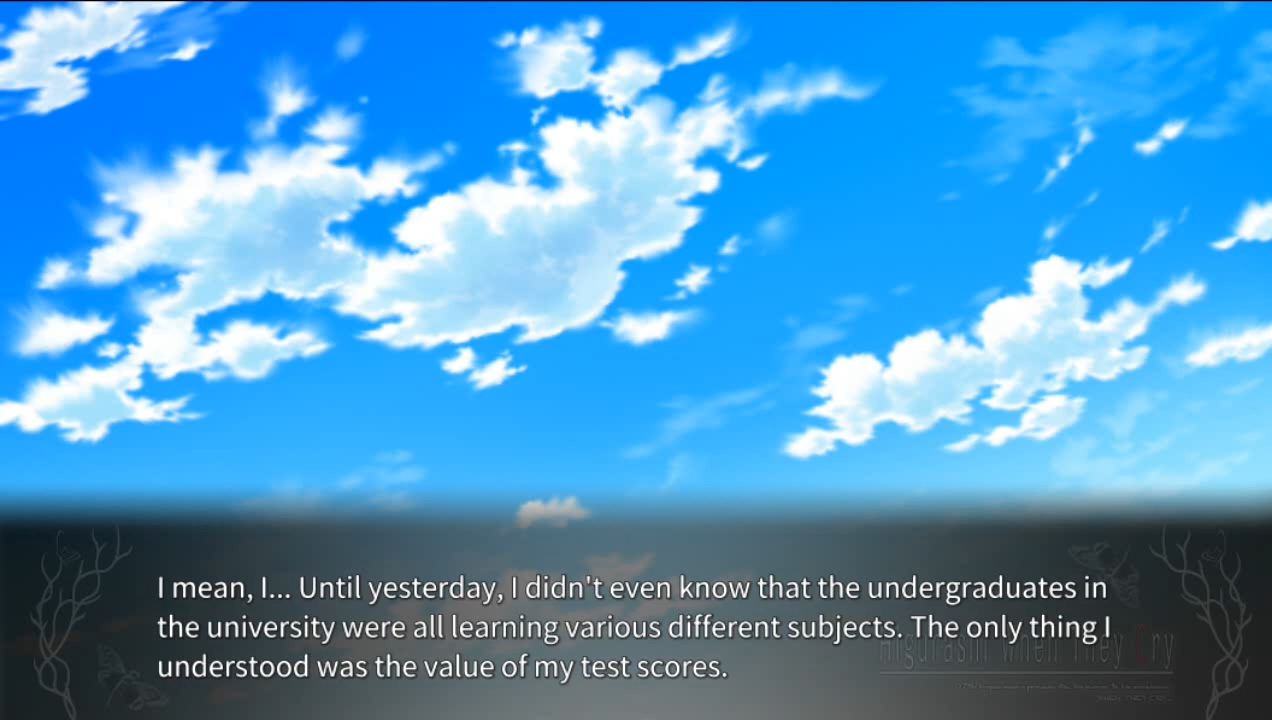 I mean, I... Until yesterday, I didn't even know that the undergraduates in
the university were all learning various different subjects. The only thing I
understood was the value of my test scores.
Higurashi When They Cry